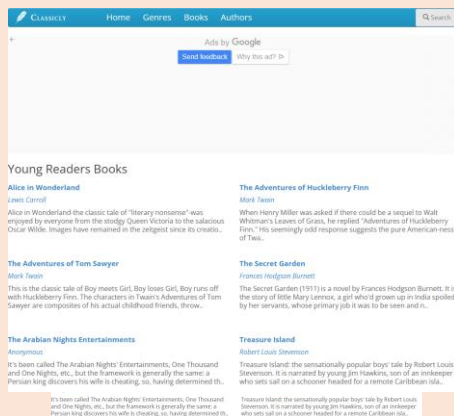 CLASSICLY Home Genres Books Authors Search
Ads by Google
Send feedback Why this ad?
Young Readers Books
Alice in Wonderland
Lewis Carroll
Alice in Wonderland-the classic tale of "literary nonsense"-was
enjoyed by everyone from the stodgy Queen Victoria to the salacious
Oscar Wilde. Images have remained in the zeitgeist since its creatio..
The Adventures of Huckleberry Finn
Mark Twain
When Henry Miller was asked if there could be a sequel to Walt
Whitman's Leaves of Grass, he replied "Adventures of Huckleberry
Finn." His seemingly odd response suggests the pure American-ness
of Twa..
The Adventures of Tom Sawyer
Mark Twain
This is the classic tale of Boy meets Girl, Boy loses Girl, Boy runs off
with Huckleberry Finn. The characters in Twain's Adventures of Tom
Sawyer are composites of his actual childhood friends, throw..
The Secret Garden
Frances Hodgson Burnett
The Secret Garden (1911) is a novel by Frances Hodgson Burnett. It i
the story of little Mary Lennox, a girl who'd grown up in India spoiled
by her servants, whose primary job it was to be seen and n..
The Arabian Nights Entertainments
Anonymous
It's been called The Arabian Nights' Entertainments, One Thousand
and One Nights, etc., but the framework is generally the same: a
Persian king discovers his wife is cheating, so, having determined th..
Treasure Island
Robert Louis Stevenson
Treasure Island: the sensationally popular boys' tale by Robert Louis
Stevenson. It is narrated by young Jim Hawkins, son of an innkeeper
who sets sail on a schooner headed for a remote Caribbean isla..
It's been called The Arabian Nights' Entertainments, One Thousand
and One Nights, etc., but the framework is generally the same: a
Persian king discovers his wife is cheating, so, having determined th..
Treasure Island: the sensationally popular boys' tale by Robert Louis
Stevenson. It is narrated by young Jim Hawkins, son of an innkeeper
who sets sail on a schooner headed for a remote Caribbean isla..